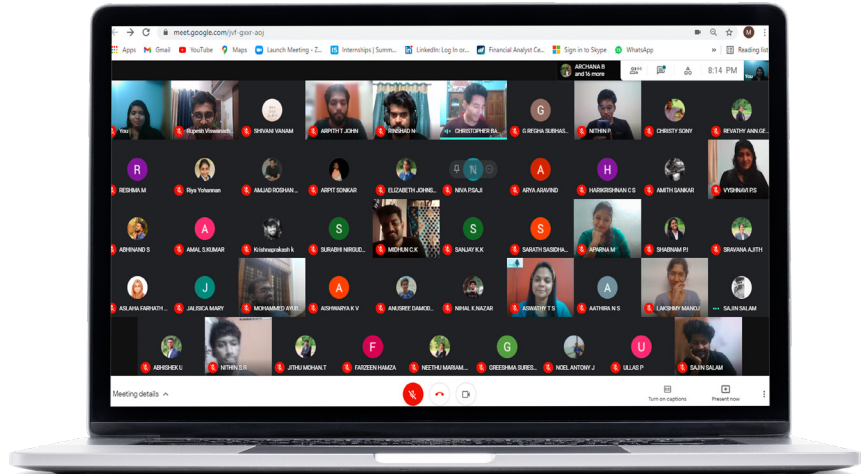 meet.google.com/jvf-gxxr-aoj
M
Apps Gmail YouTube Maps Launch Meeting - Z... Internships | Summ... LinkedIn: Log In or... Financial Analyst Ce... Sign in to Skype WhatsApp » Reading list
ARCHANA B
and 16 more
8:14 PM
You
You Rupesh Viswanath... SHIVANI VANAM ARPITH T JOHN RINSHAD N CHRISTOPHER BA... G REGHA SUBHAS... NITHIN P. CHRISTY SONY REVATHY ANN GE...
G
R A H
RESHMA M Riya Yohannan AMJAD ROSHAN ... ARPIT SONKAR ELIZABETH JOHNS... NIVA P.SAJI ARYA ARAVIND HARIKRISHNAN C S AMITH SANKAR VYSHNAVI P.S
A S S S
ABHINAND S AMAL S.KUMAR Krishnaprakash k SURABHI NIRGUD... MIDHUN C.K SANJAY K.K SARATH SASIDHA... APARNA M SHABNAM P.J SRAVANA AJITH
J A A
ASLAHA FARHATH ... JALISICA MARY MOHAMMED AYUB... AISHWARYA K V ANUSREE DAMOD... NIHAL K.NAZAR ASWATHY T S AATHIRA N S LAKSHMY MANOJ SAJIN SALAM
F G U
ABHISHEK U NITHIN S.R JITHU MOHAN.T FARZEEN HAMZA NEETHU MARIAM... GREESHMA SURES... NOEL ANTONY J ULLAS P SAJIN SALAM
Meeting details
Turn on captions Present now